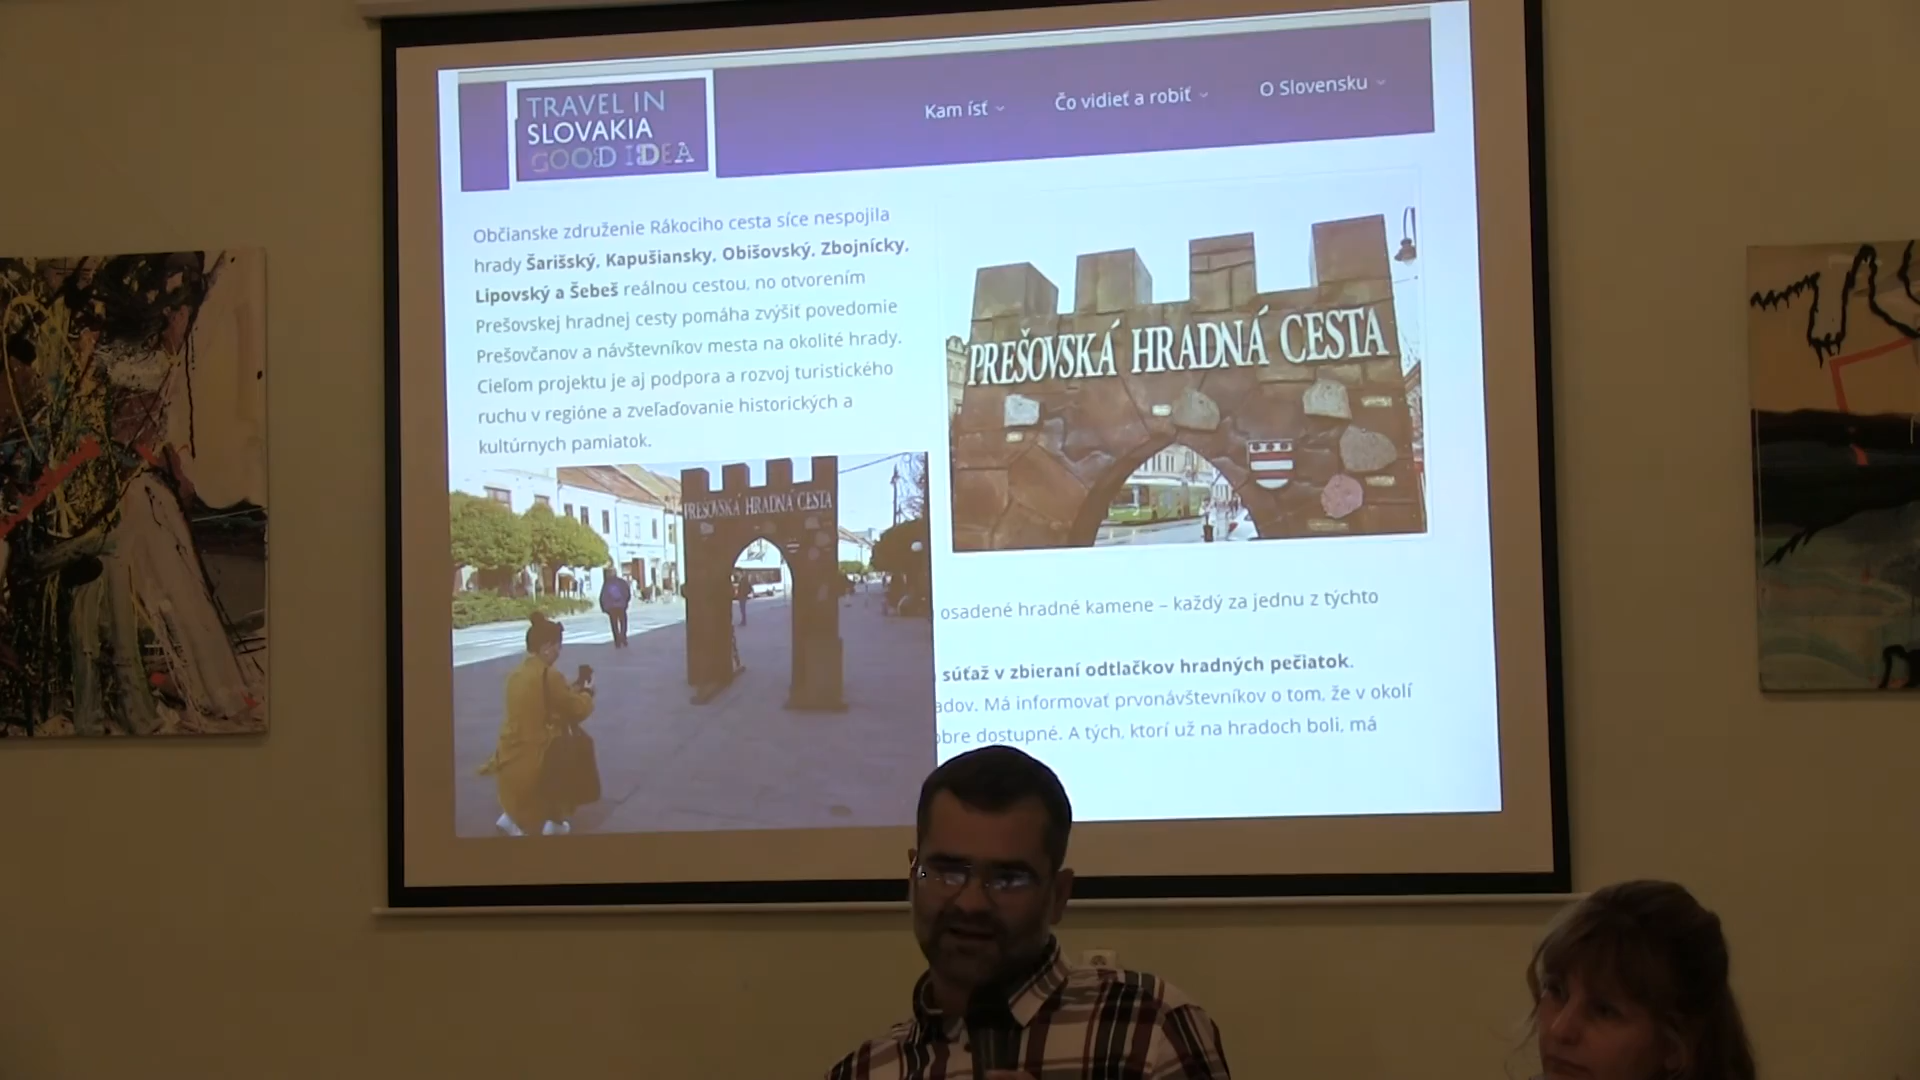 TRAVEL IN
SLOVAKIA
GOOD IDEA
Kam ísť
Čo vidieť a robiť
O Slovensku
Občianske združenie Rákociho cesta síce nespojila
hrady Šarišský, Kapušiansky, Obišovský, Zbojnícky,
Lipovský a Šebeš reálnou cestou, no otvorením
Prešovskej hradnej cesty pomáha zvýšiť povedomie
Prešovčanov a návštevníkov mesta na okolité hrady.
Cieľom projektu je aj podpora a rozvoj turistického
ruchu v regióne a zveľaďovanie historických a
kultúrnych pamiatok.
PREŠOVSKÁ HRADNÁ CESTA
PREŠOVSKÁ HRADNÁ CESTA
osadené hradné kamene – každý za jednu z týchto
súťaž v zbieraní odtlačkov hradných pečiatok.
adov. Má informovať prvonávštevníkov o tom, že v okolí
obre dostupné. A tých, ktorí už na hradoch boli, má